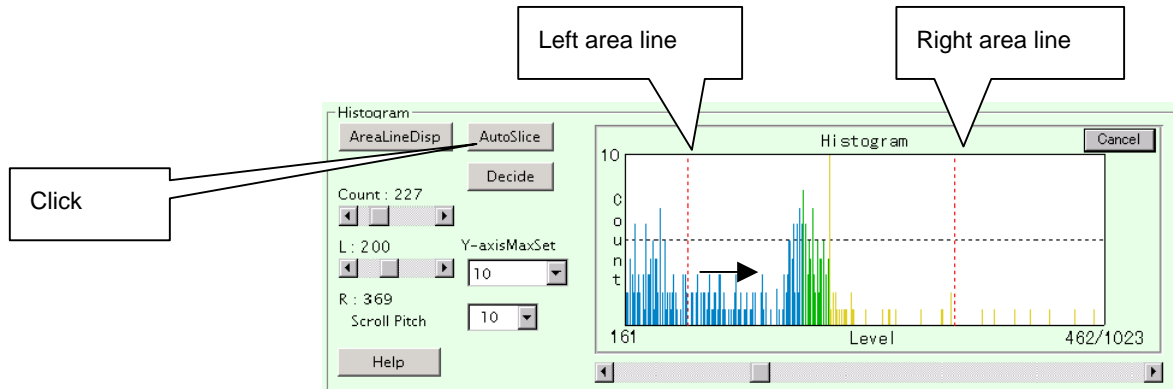 Left area line
Right area line
Click
Histogram
AreaLineDisp
AutoSlice
Decide
Count : 227
L : 200
Y-axisMaxSet
10
R : 369
Scroll Pitch
10
Help
Histogram
Cancel
10
Count
161
Level
462/1023